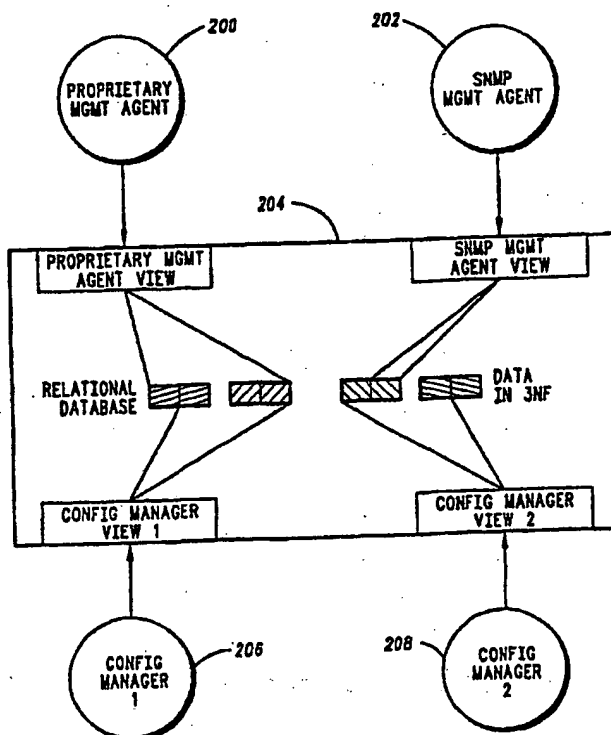 200
202
PROPRIETARY
MGMT AGENT
SNMP
MGMT AGENT
204
PROPRIETARY MGMT
AGENT VIEW
SNMP MGMT
AGENT VIEW
RELATIONAL
DATABASE
DATA
IN 3NF
CONFIG MANAGER
VIEW 1
CONFIG MANAGER
VIEW 2
CONFIG
MANAGER
1
206
208
CONFIG
MANAGER
2